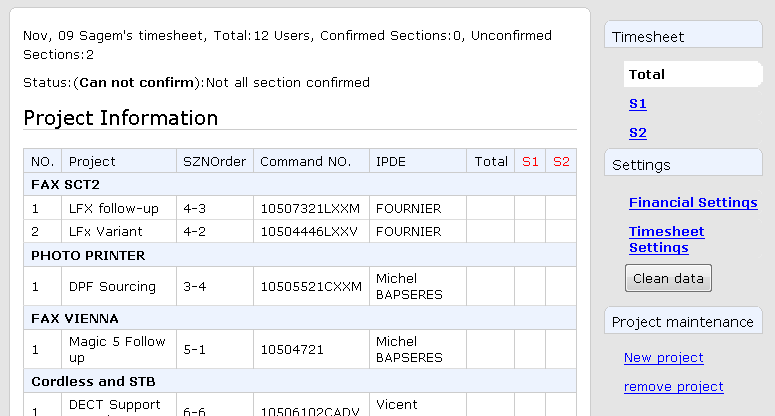 Nov, 09 Sagem's timesheet, Total:12 Users, Confirmed Sections:0, Unconfirmed
Sections:2
Status:(Can not confirm):Not all section confirmed
Project Information
NO. Project SZNOrder Command NO. IPDE Total S1 S2
FAX SCT2
1 LFX follow-up 4-3 10507321LXXM FOURNIER
2 LFx Variant 4-2 10504446LXXV FOURNIER
PHOTO PRINTER
1 DPF Sourcing 3-4 10505521CXXM Michel
BAPSERES
FAX VIENNA
1 Magic 5 Follow
up 5-1 10504721 Michel
BAPSERES
Cordless and STB
1 DECT Support 6-6 10506102CADV Vicent
Timesheet
Total
S1
S2
Settings
Financial Settings
Timesheet
Settings
Clean data
Project maintenance
New project
remove project